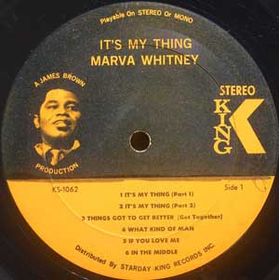 Playable On STEREO Or MONO
IT'S MY THING
MARVA WHITNEY
A JAMES BROWN
PRODUCTION
STEREO
KING
KS-1062
Side 1
1 IT'S MY THING (Part 1)
2 IT'S MY THING (Part 2)
3 THINGS GOT TO GET BETTER (Get Together)
4 WHAT KIND OF MAN
5 IF YOU LOVE ME
6 IN THE MIDDLE
Distributed By STARDAY-KING RECORDS INC.